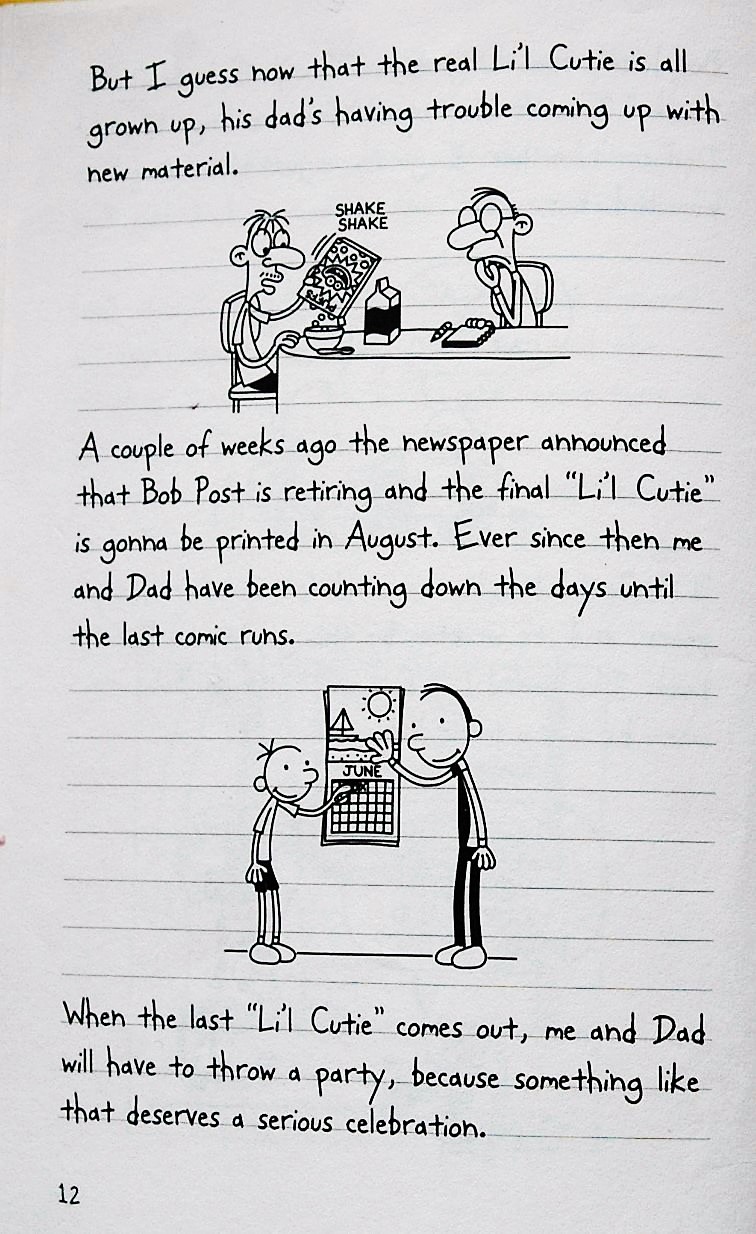 But I guess now that the real Li'l Cutie is all
grown up, his dad's having trouble coming up with
new material.
SHAKE
SHAKE
A couple of weeks ago the newspaper announced
that Bob Post is retiring and the final "Li'l Cutie"
is gonna be printed in August. Ever since then me
and Dad have been counting down the days until
the last comic runs.
JUNE
When the last "Li'l Cutie" comes out, me and Dad
will have to throw a party, because something like
that deserves a serious celebration.
12